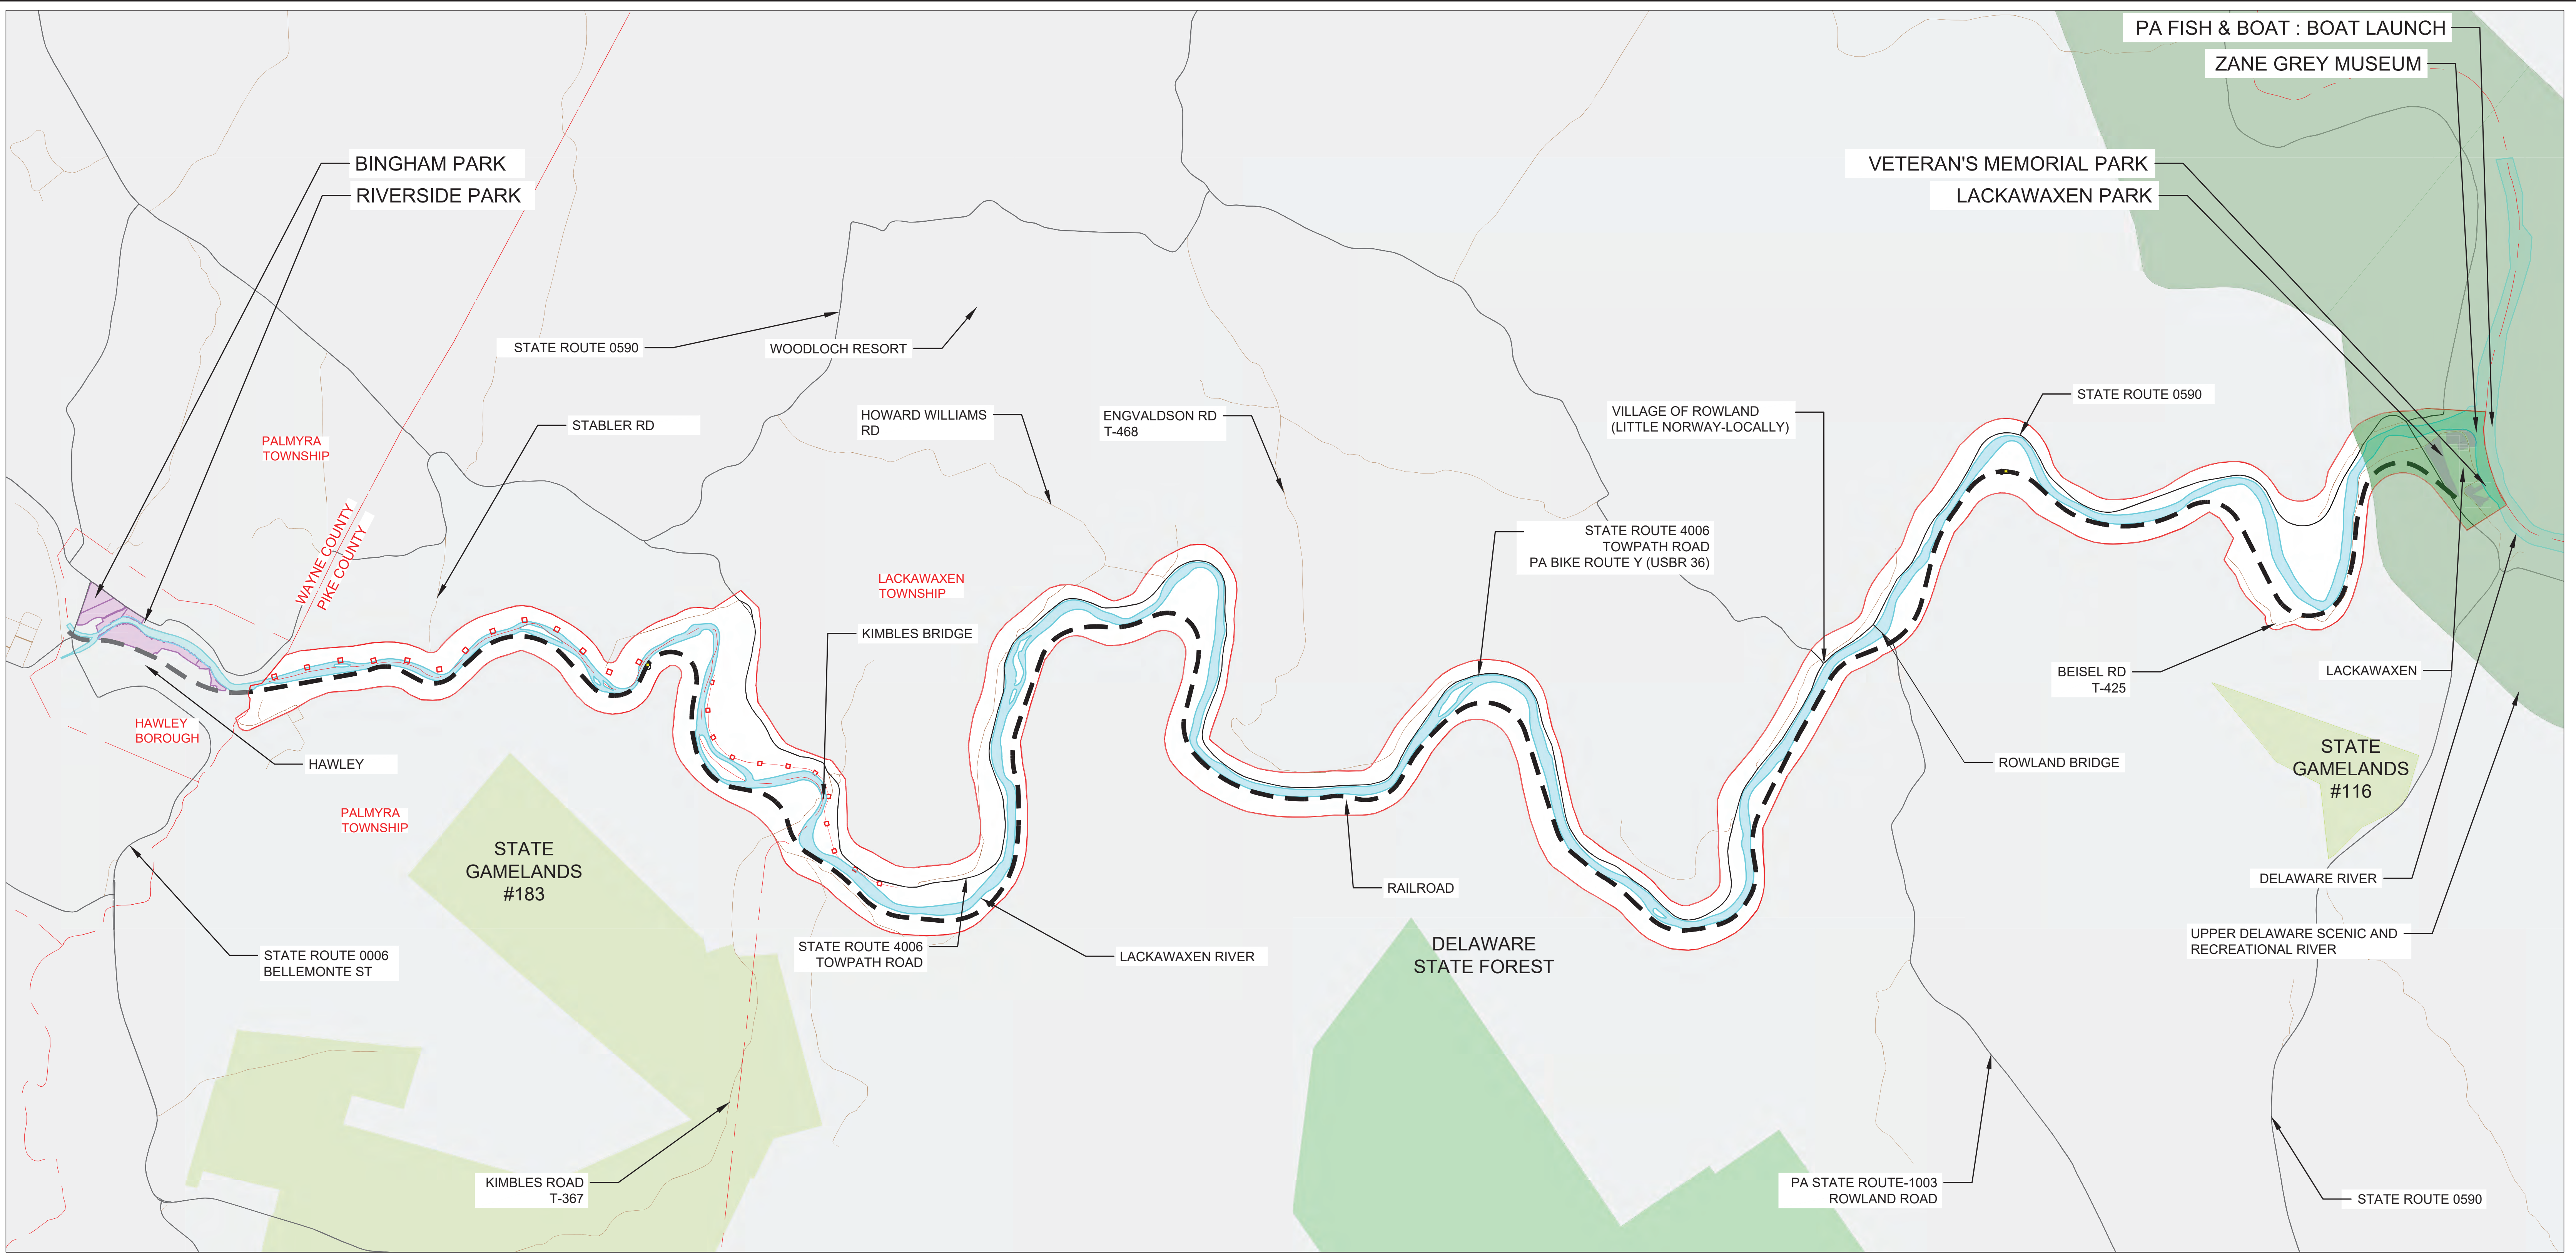 PA FISH & BOAT : BOAT LAUNCH
ZANE GREY MUSEUM
BINGHAM PARK
RIVERSIDE PARK
VETERAN'S MEMORIAL PARK
LACKAWAXEN PARK
STATE ROUTE 0590
WOODLOCH RESORT
STABLER RD
HOWARD WILLIAMS
RD
ENGVALDSON RD
T-468
VILLAGE OF ROWLAND
(LITTLE NORWAY-LOCALLY)
STATE ROUTE 0590
PALMYRA
TOWNSHIP
WAYNE COUNTY
PIKE COUNTY
LACKAWAXEN
TOWNSHIP
STATE ROUTE 4006
TOWPATH ROAD
PA BIKE ROUTE Y (USBR 36)
KIMBLES BRIDGE
HAWLEY
BOROUGH
HAWLEY
BEISEL RD
T-425
LACKAWAXEN
ROWLAND BRIDGE
STATE
GAMELANDS
#116
PALMYRA
TOWNSHIP
STATE
GAMELANDS
#183
RAILROAD
DELAWARE RIVER
STATE ROUTE 0006
BELLEMONTE ST
STATE ROUTE 4006
TOWPATH ROAD
LACKAWAXEN RIVER
DELAWARE
STATE FOREST
UPPER DELAWARE SCENIC AND
RECREATIONAL RIVER
KIMBLES ROAD
T-367
PA STATE ROUTE-1003
ROWLAND ROAD
STATE ROUTE 0590